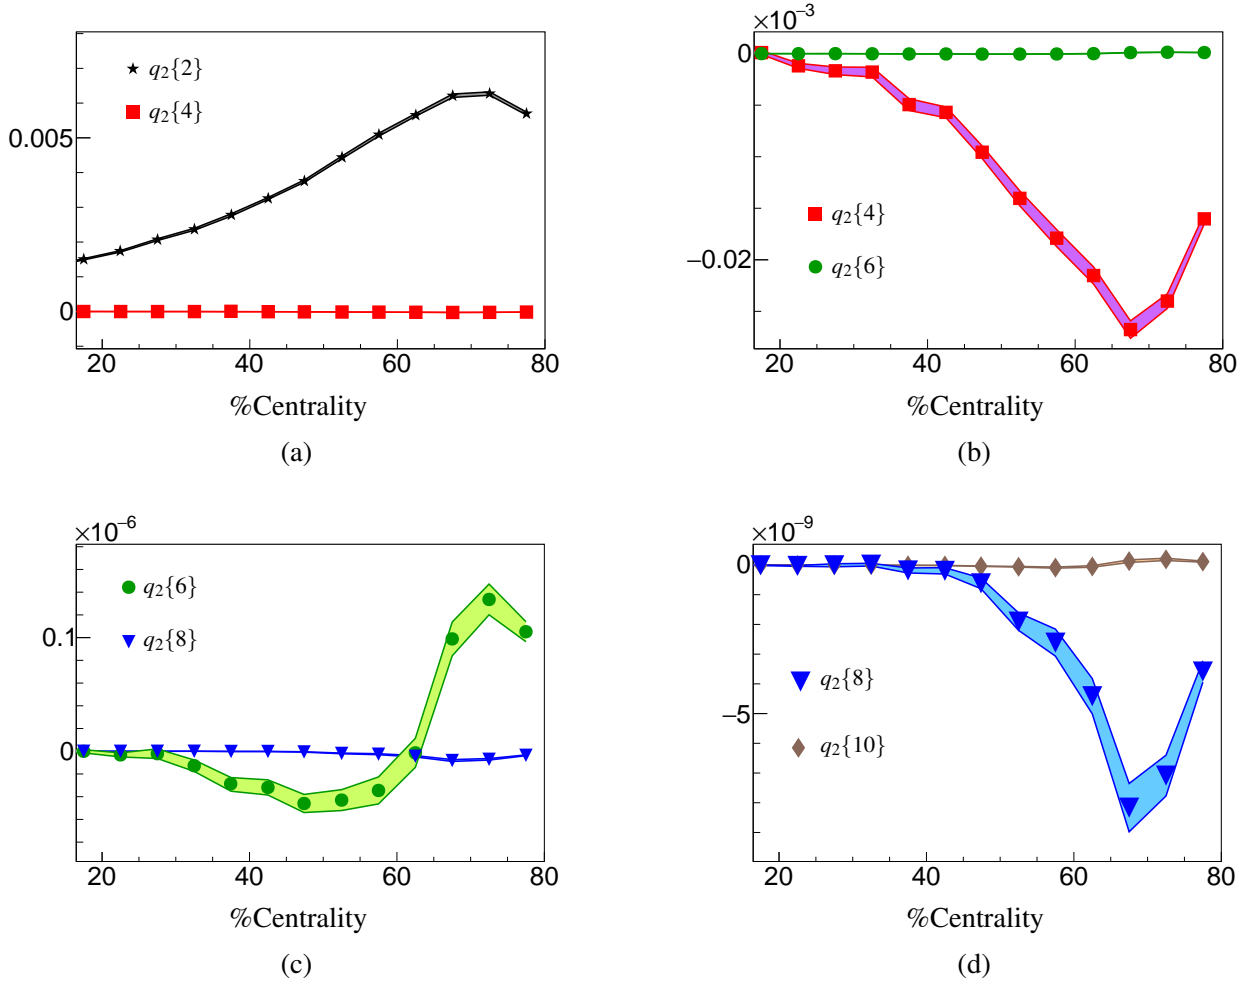 q₂{2}
q₂{4}
0.005
0
20 40 60 80
%Centrality
(a)
×10⁻³
0
q₂{4}
−0.02
q₂{6}
20 40 60 80
%Centrality
(b)
×10⁻⁶
q₂{6}
0.1
q₂{8}
0
20 40 60 80
%Centrality
(c)
×10⁻⁹
0
q₂{8}
−5
q₂{10}
20 40 60 80
%Centrality
(d)